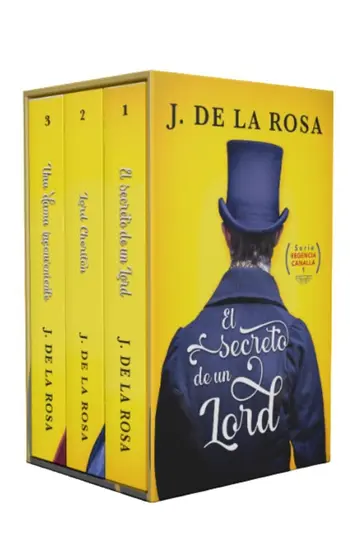 3
Una dama inconveniente
J. DE LA ROSA
2
Lord Cheriton
J. DE LA ROSA
1
El secreto de un Lord
J. DE LA ROSA
J. DE LA ROSA
Serie
REGENCIA
CANALLA
1
El
secreto
de un
Lord